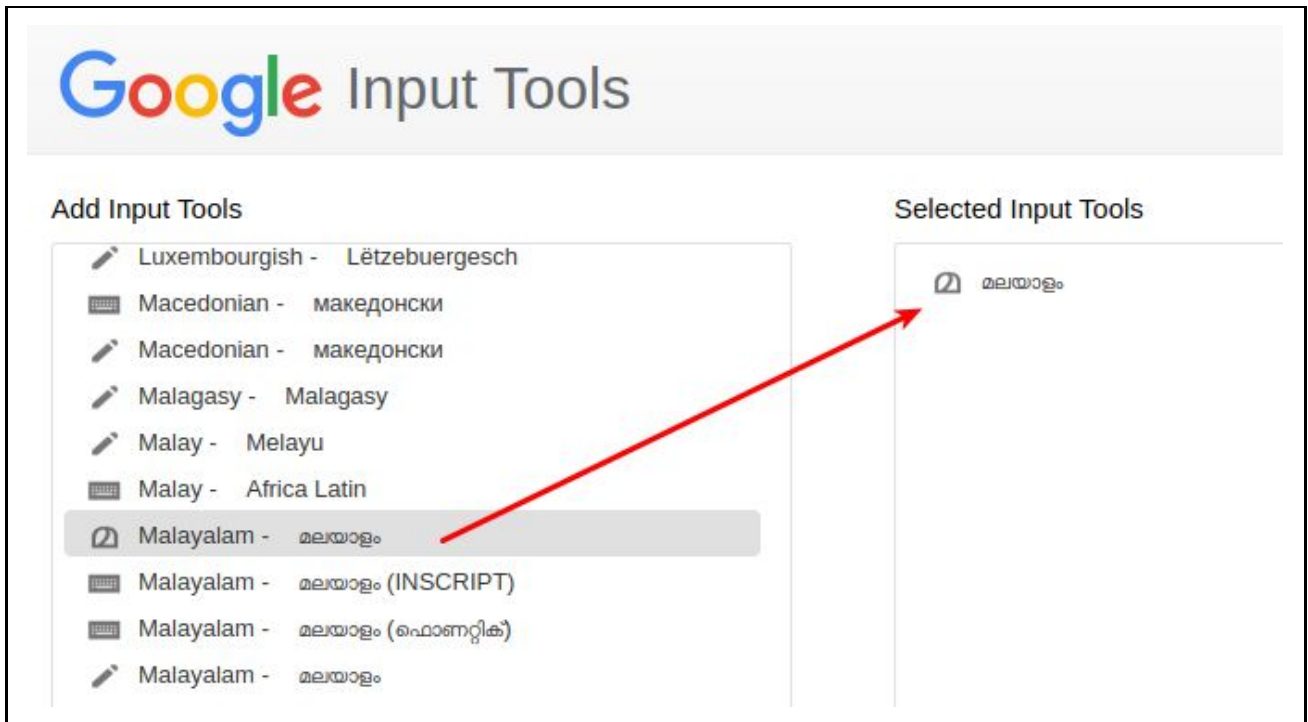 Google Input Tools
Add Input Tools
Luxembourgish - Lëtzebuergesch
Macedonian - македонски
Macedonian - македонски
Malagasy - Malagasy
Malay - Melayu
Malay - Africa Latin
Malayalam - മലയാളം
Malayalam - മലയാളം (INSCRIPT)
Malayalam - മലയാളം (ഫൊണറ്റിക്)
Malayalam - മലയാളം
Selected Input Tools
മലയാളം